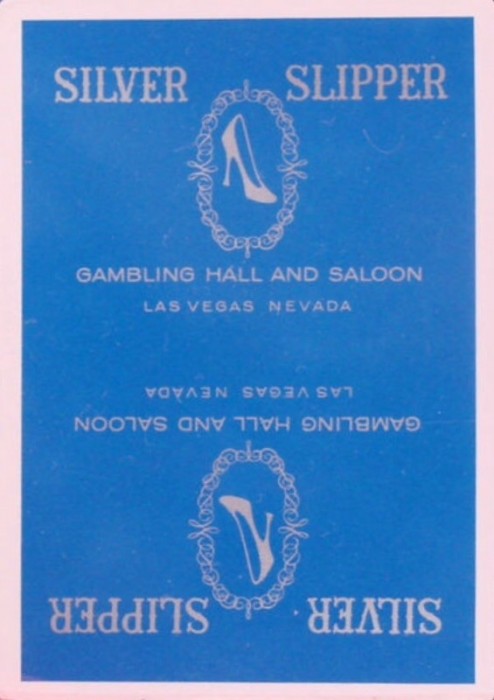 SILVER SLIPPER
GAMBLING HALL AND SALOON
LAS VEGAS NEVADA
LAS VEGAS NEVADA
GAMBLING HALL AND SALOON
SILVER SLIPPER